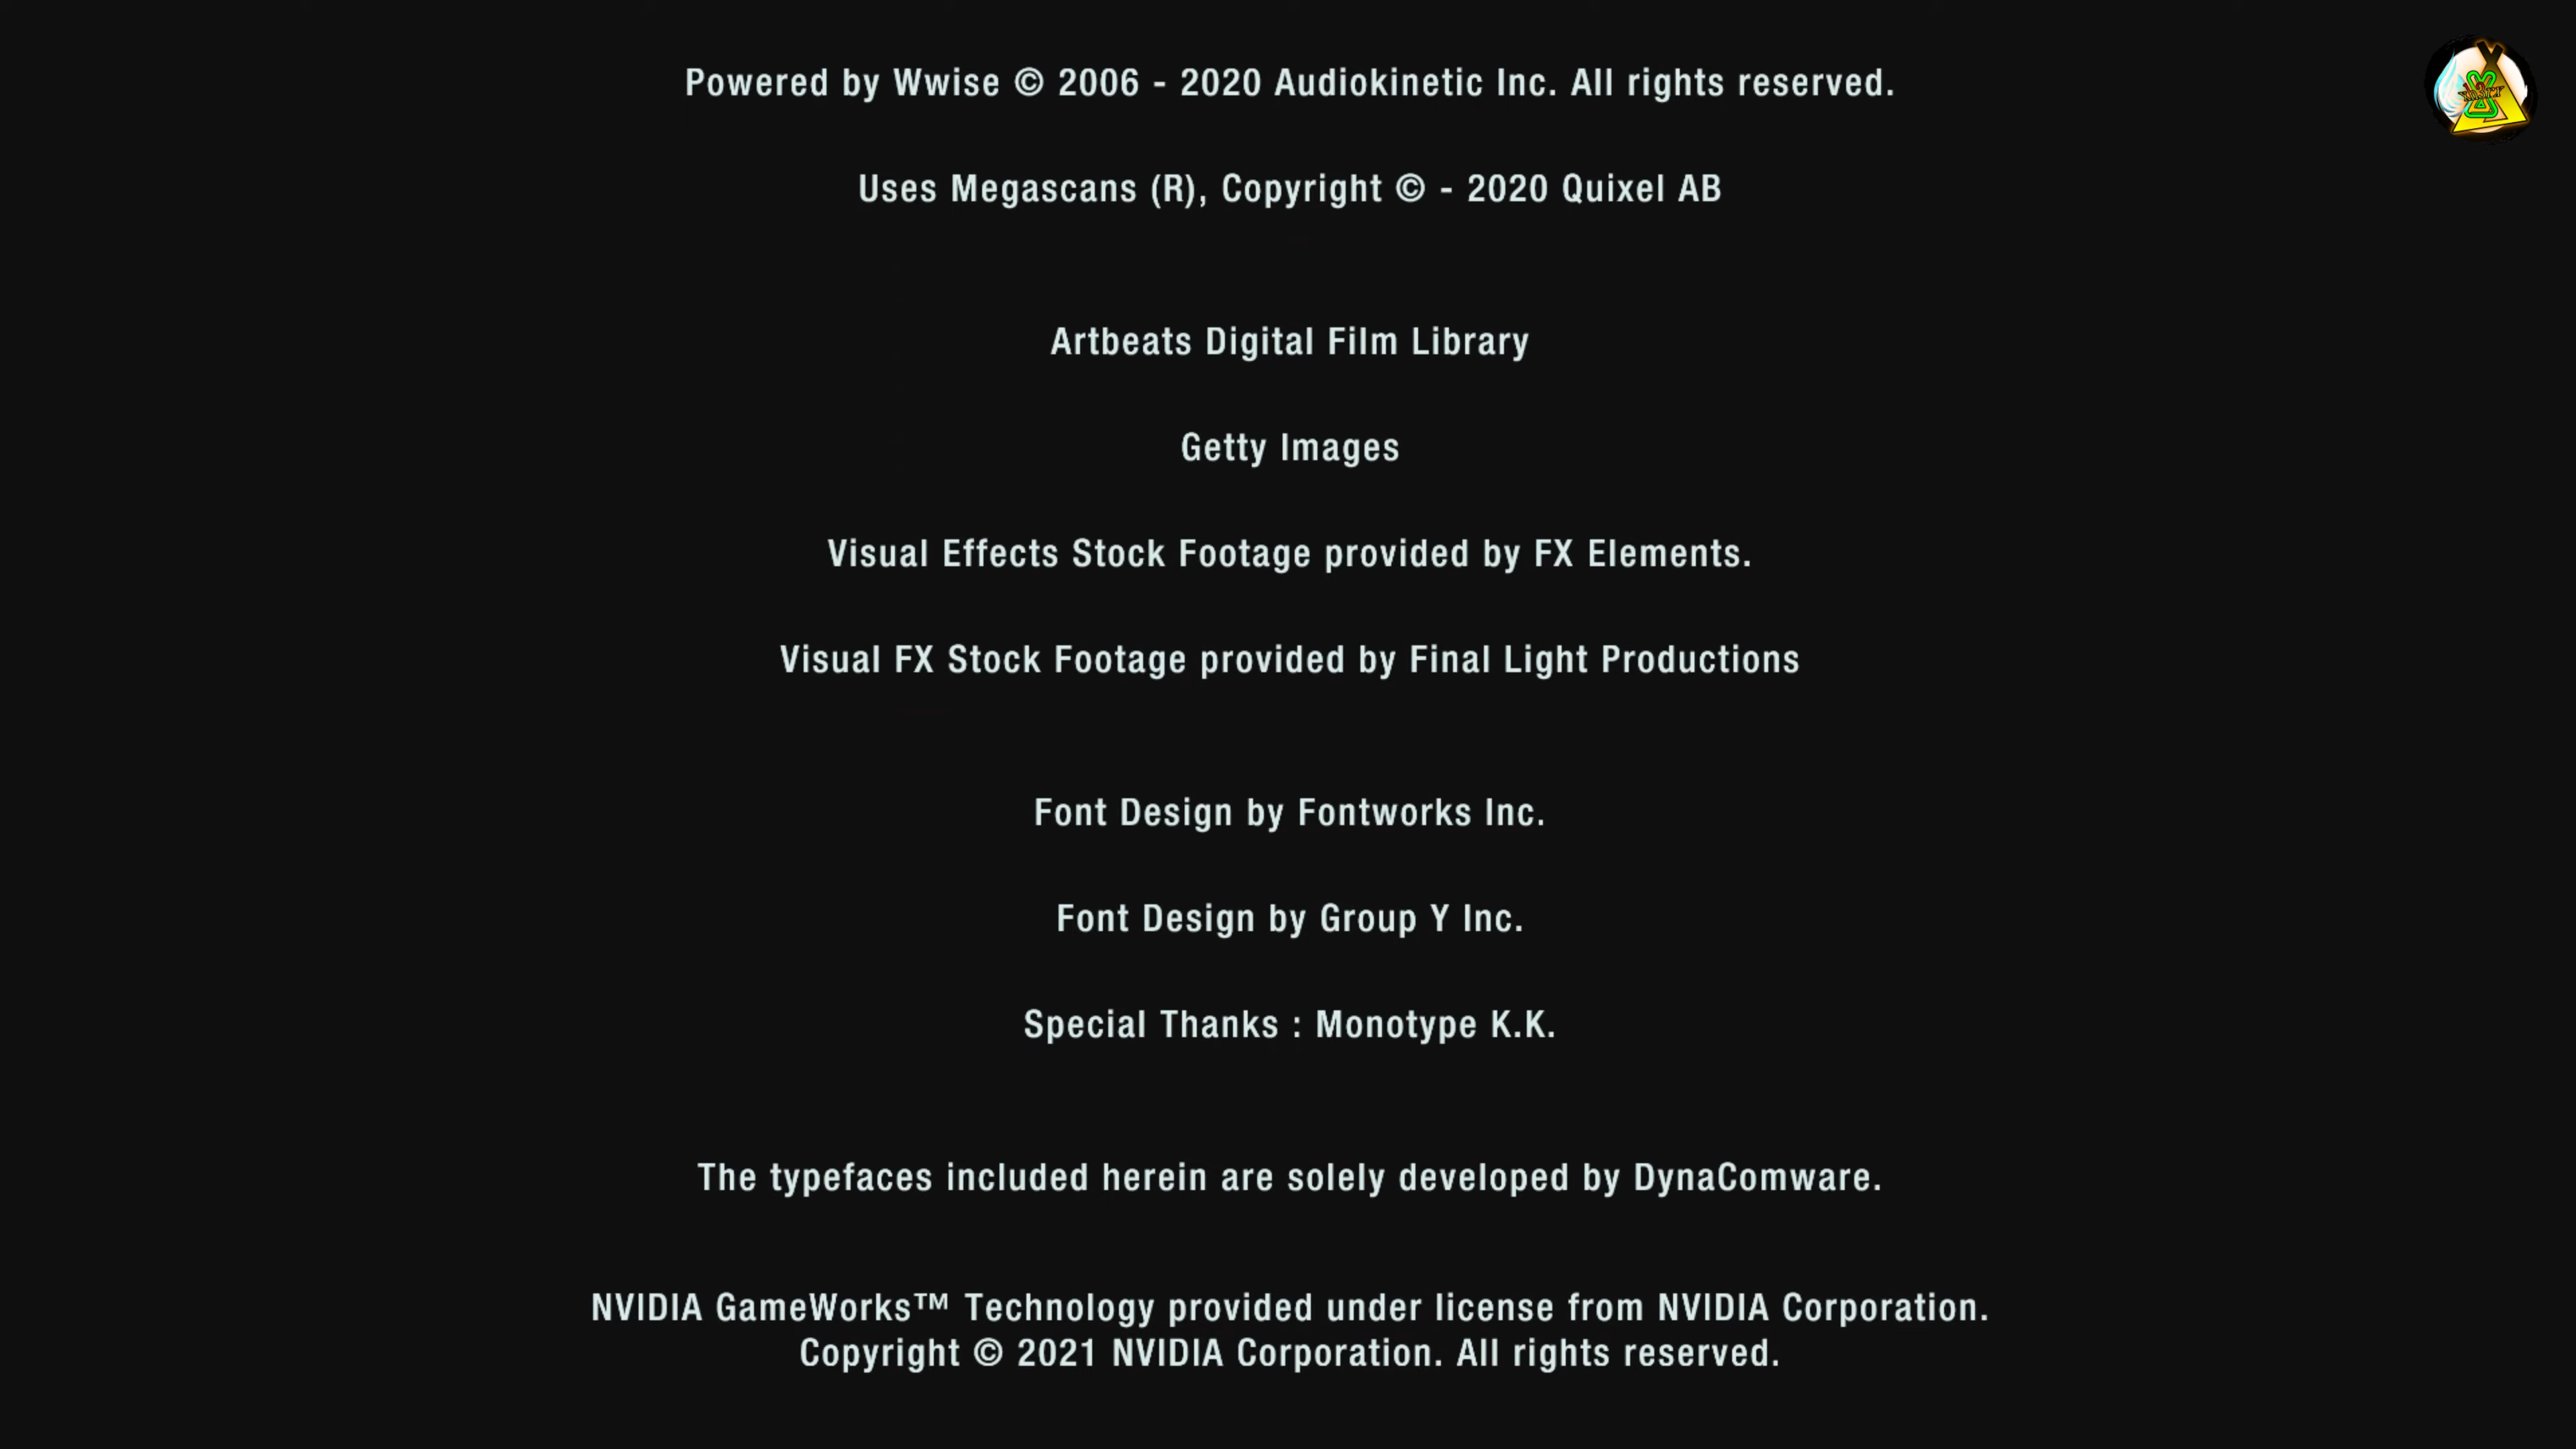 Powered by Wwise © 2006 - 2020 Audiokinetic Inc. All rights reserved.
Uses Megascans (R), Copyright © - 2020 Quixel AB
Artbeats Digital Film Library
Getty Images
Visual Effects Stock Footage provided by FX Elements.
Visual FX Stock Footage provided by Final Light Productions
Font Design by Fontworks Inc.
Font Design by Group Y Inc.
Special Thanks : Monotype K.K.
The typefaces included herein are solely developed by DynaComware.
NVIDIA GameWorks™ Technology provided under license from NVIDIA Corporation.
Copyright © 2021 NVIDIA Corporation. All rights reserved.